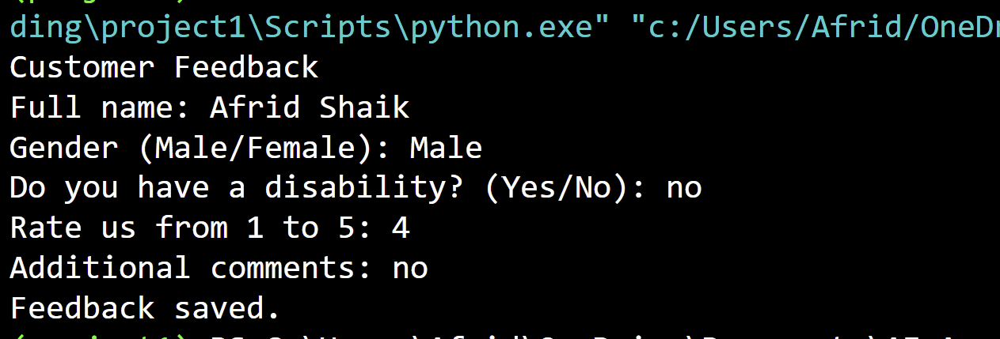 ding\project1\Scripts\python.exe" "c:/Users/Afrid/OneDr
Customer Feedback
Full name: Afrid Shaik
Gender (Male/Female): Male
Do you have a disability? (Yes/No): no
Rate us from 1 to 5: 4
Additional comments: no
Feedback saved.